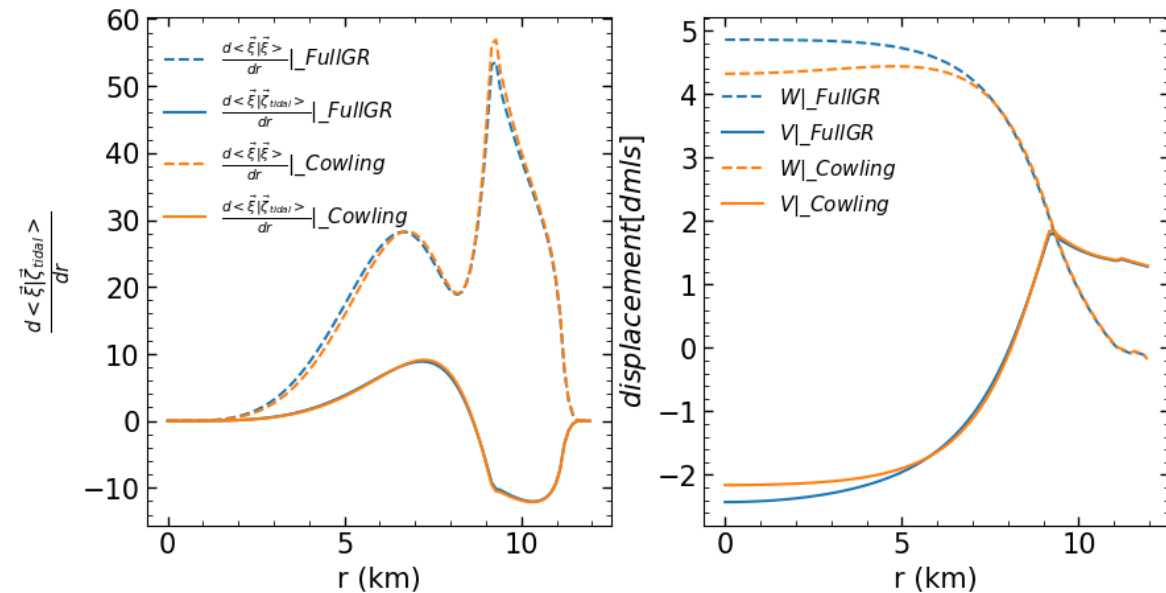 60
50
40
30
20
10
0
−10
0
5
10
r (km)
d<ξ⃗|ζ⃗_tidal>/dr
d<ξ⃗|ξ⃗>/dr|_FullGR
d<ξ⃗|ζ⃗_tidal>/dr|_FullGR
d<ξ⃗|ξ⃗>/dr|_Cowling
d<ξ⃗|ζ⃗_tidal>/dr|_Cowling
5
4
3
2
1
0
−1
−2
0
5
10
r (km)
displacement[dmls]
W|_FullGR
V|_FullGR
W|_Cowling
V|_Cowling